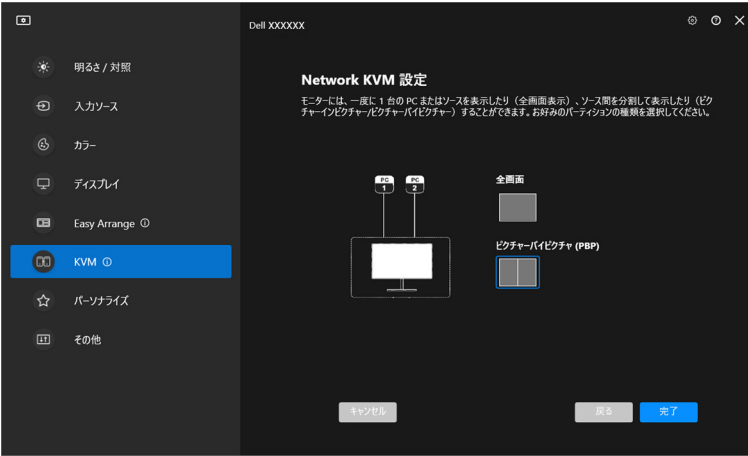 Dell XXXXXX
明るさ / 対照
入力ソース
カラー
ディスプレイ
Easy Arrange
KVM
パーソナライズ
その他
Network KVM 設定
モニターには、一度に 1 台の PC またはソースを表示したり（全画面表示）、ソース間を分割して表示したり（ピク
チャーインピクチャー/ピクチャーバイピクチャー）することができます。お好みのパーティションの種類を選択してください。
PC 1
PC 2
全画面
ピクチャーバイピクチャ (PBP)
キャンセル
戻る
完了